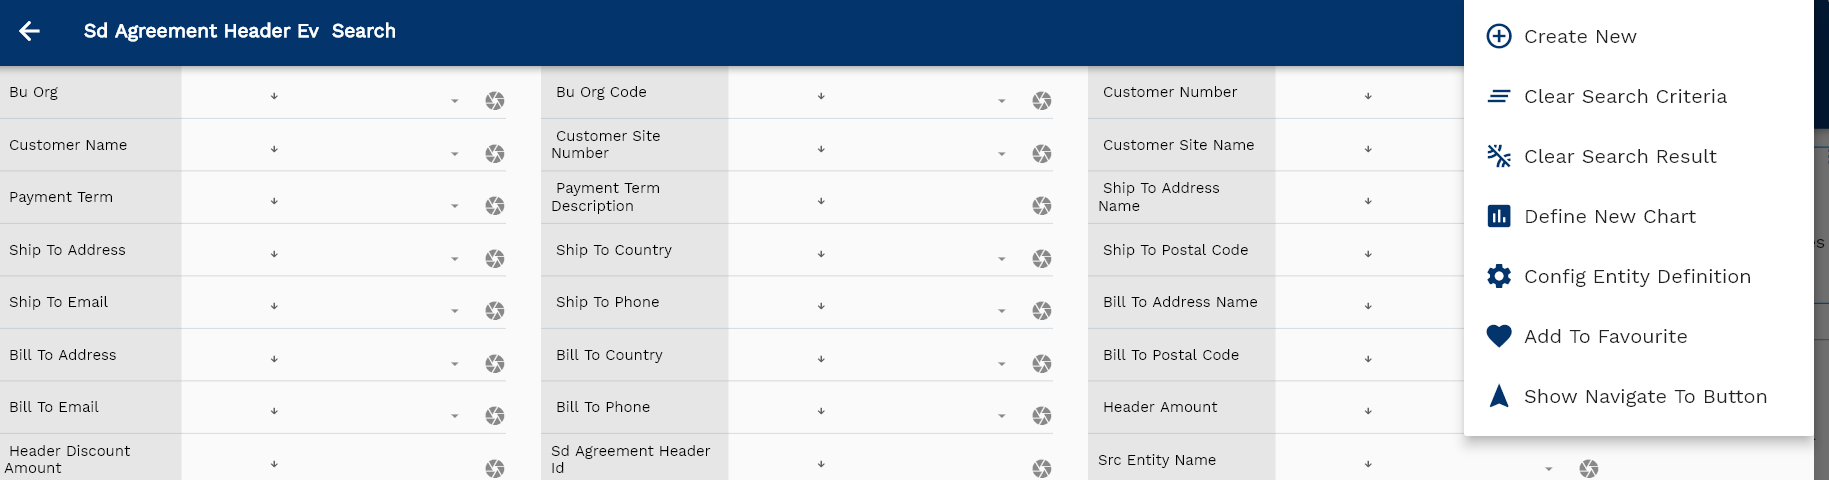 Sd Agreement Header Ev  Search
Create New
Clear Search Criteria
Clear Search Result
Define New Chart
Config Entity Definition
Add To Favourite
Show Navigate To Button
Bu Org
Bu Org Code
Customer Number
Customer Name
Customer Site
Number
Customer Site Name
Payment Term
Payment Term
Description
Ship To Address
Name
Ship To Address
Ship To Country
Ship To Postal Code
Ship To Email
Ship To Phone
Bill To Address Name
Bill To Address
Bill To Country
Bill To Postal Code
Bill To Email
Bill To Phone
Header Amount
Header Discount
Amount
Sd Agreement Header
Id
Src Entity Name